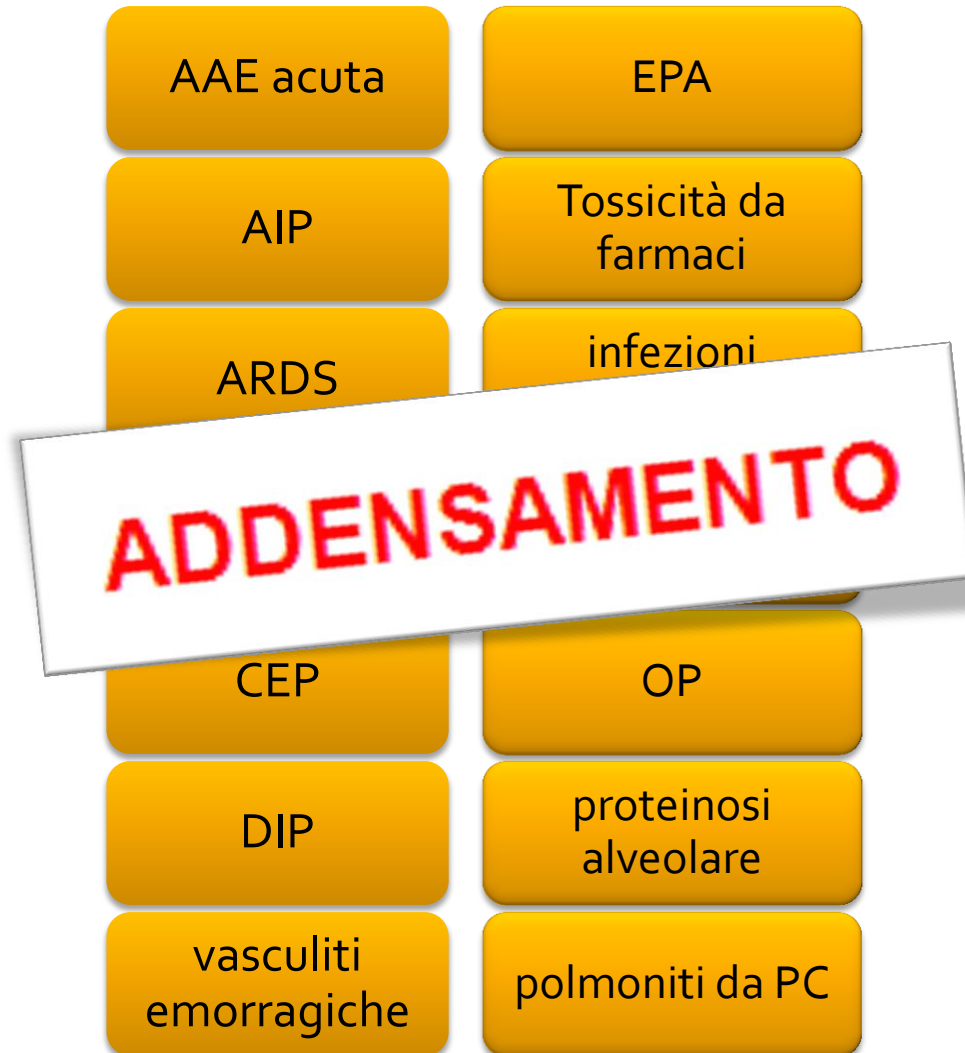 AAE acuta
EPA
AIP
Tossicità da
farmaci
ARDS
infezioni
ADDENSAMENTO
CEP
OP
DIP
proteinosi
alveolare
vasculiti
emorragiche
polmoniti da PC